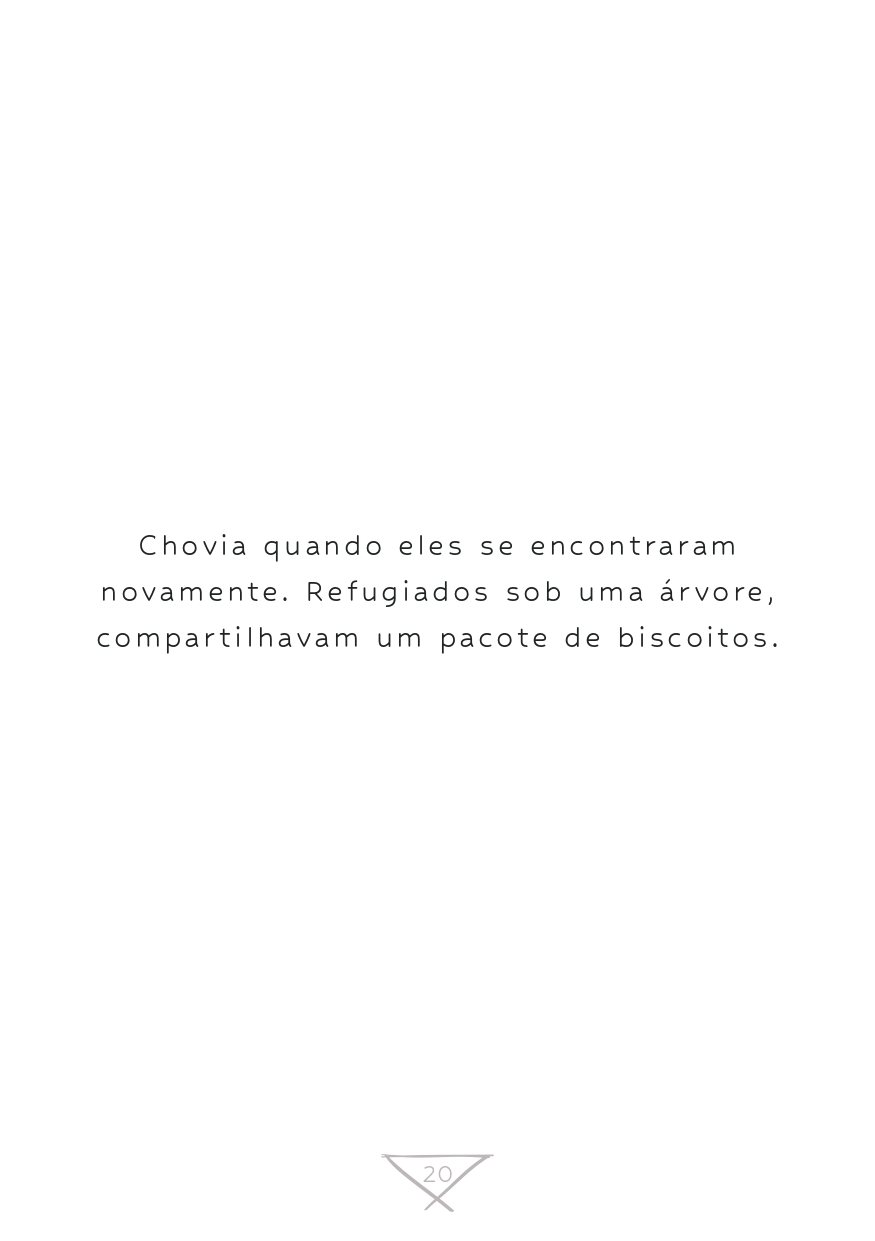 Chovia quando eles se encontraram
novamente. Refugiados sob uma árvore,
compartilhavam um pacote de biscoitos.
20